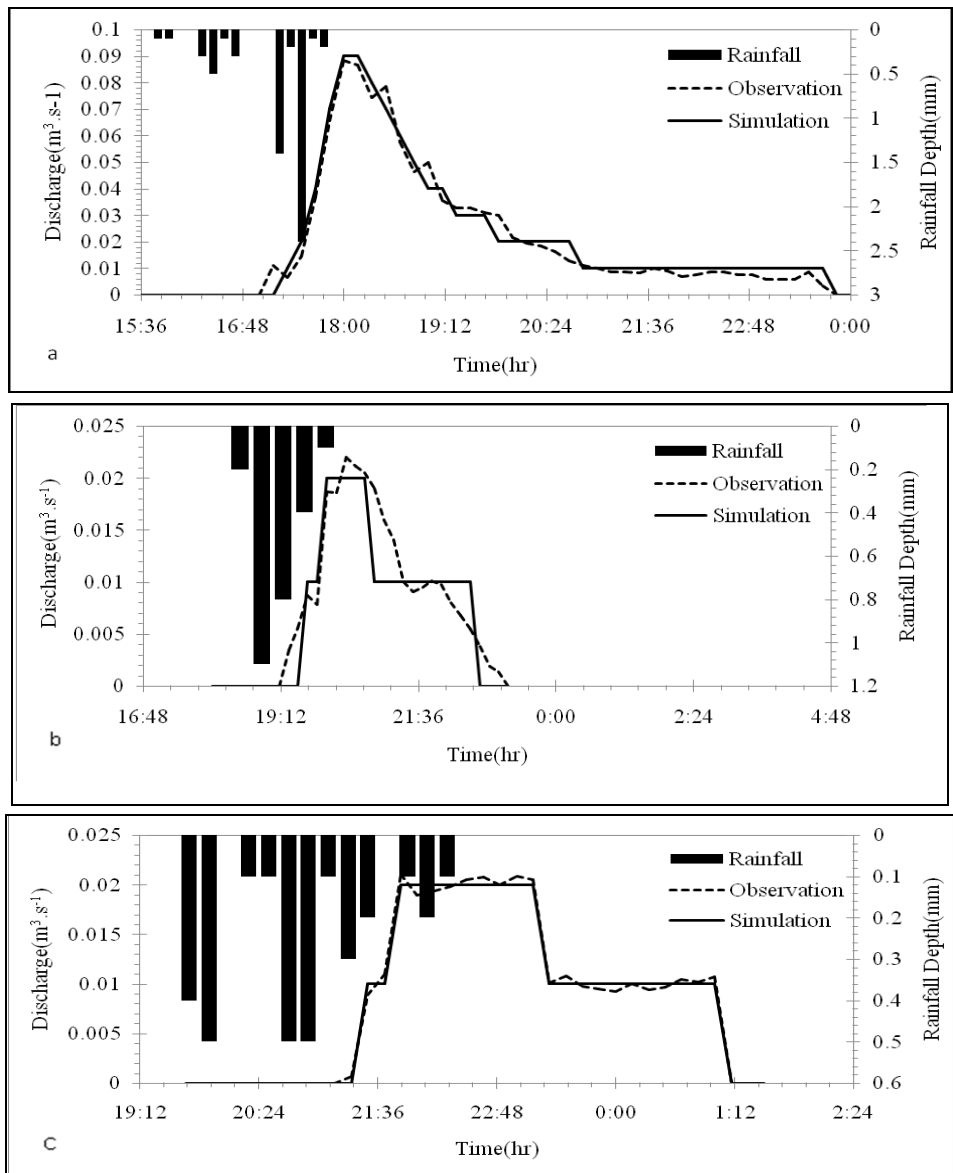 0.1
0.09
0.08
0.07
0.06
0.05
0.04
0.03
0.02
0.01
0
Discharge(m³.s-1)
0
0.5
1
1.5
2
2.5
3
Rainfall Depth(mm)
Rainfall
Observation
Simulation
15:36 16:48 18:00 19:12 20:24 21:36 22:48 0:00
Time(hr)
a
0.025
0.02
0.015
0.01
0.005
0
Discharge(m³.s⁻¹)
0
0.2
0.4
0.6
0.8
1
1.2
Rainfall Depth(mm)
Rainfall
Observation
Simulation
16:48 19:12 21:36 0:00 2:24 4:48
Time(hr)
b
0.025
0.02
0.015
0.01
0.005
0
Discharge(m³.s⁻¹)
0
0.1
0.2
0.3
0.4
0.5
0.6
Rainfall Depth(mm)
Rainfall
Observation
Simulation
19:12 20:24 21:36 22:48 0:00 1:12 2:24
Time(hr)
C